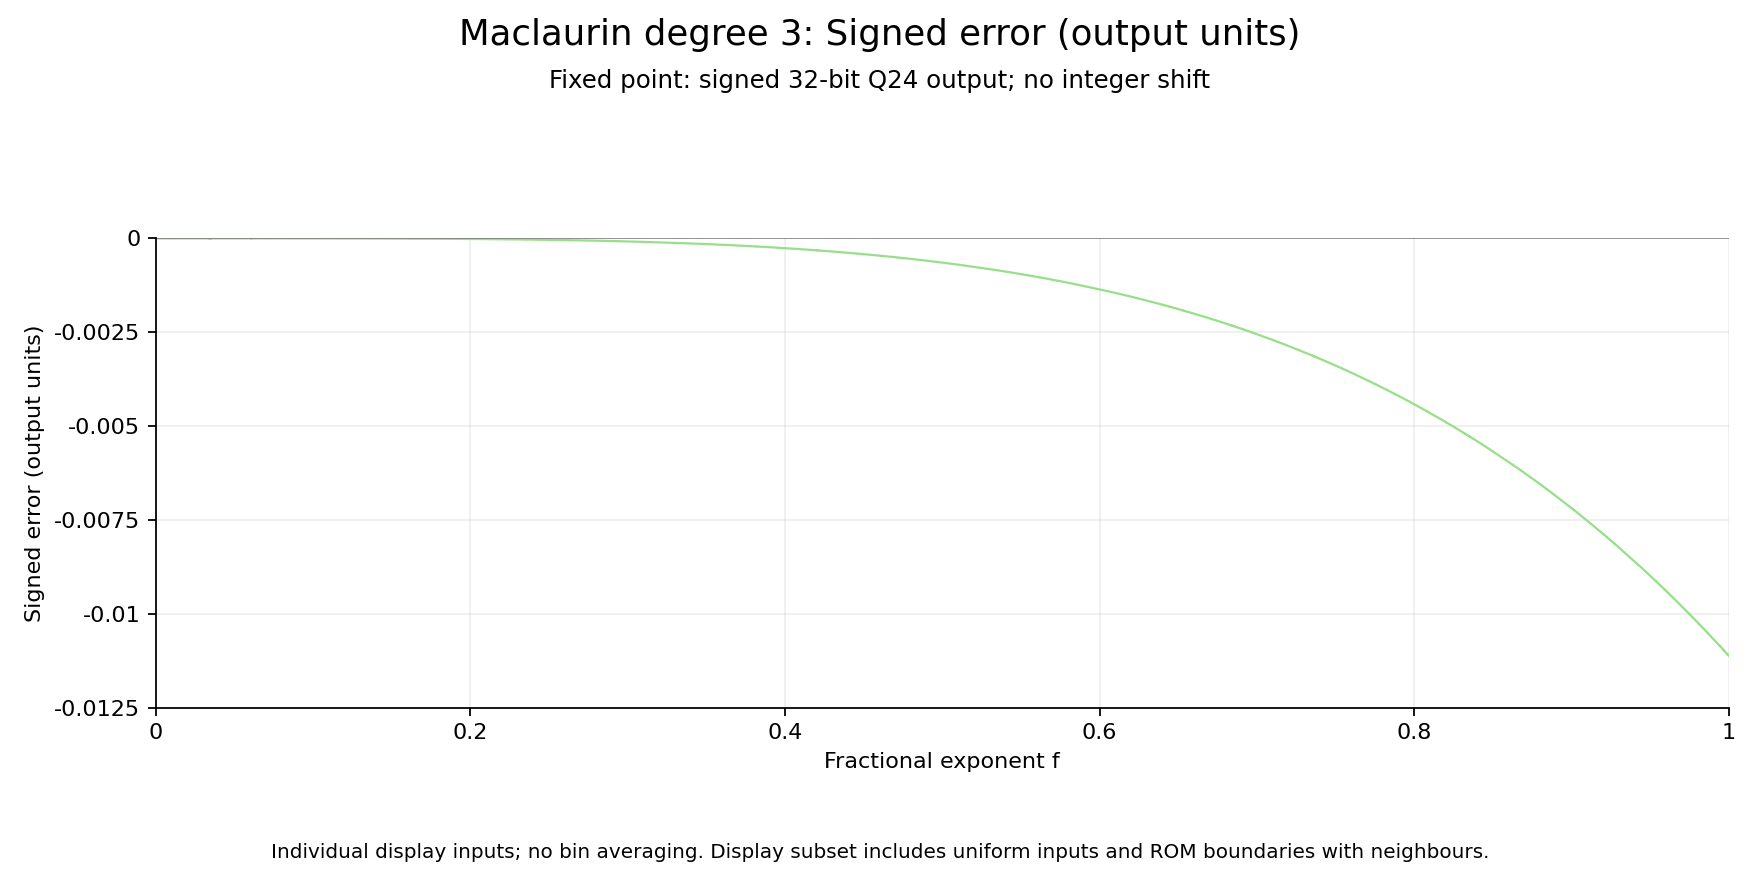 Maclaurin degree 3: Signed error (output units)
Fixed point: signed 32-bit Q24 output; no integer shift
0
-0.0025
-0.005
-0.0075
-0.01
-0.0125
Signed error (output units)
0 0.2 0.4 0.6 0.8 1
Fractional exponent f
Individual display inputs; no bin averaging. Display subset includes uniform inputs and ROM boundaries with neighbours.